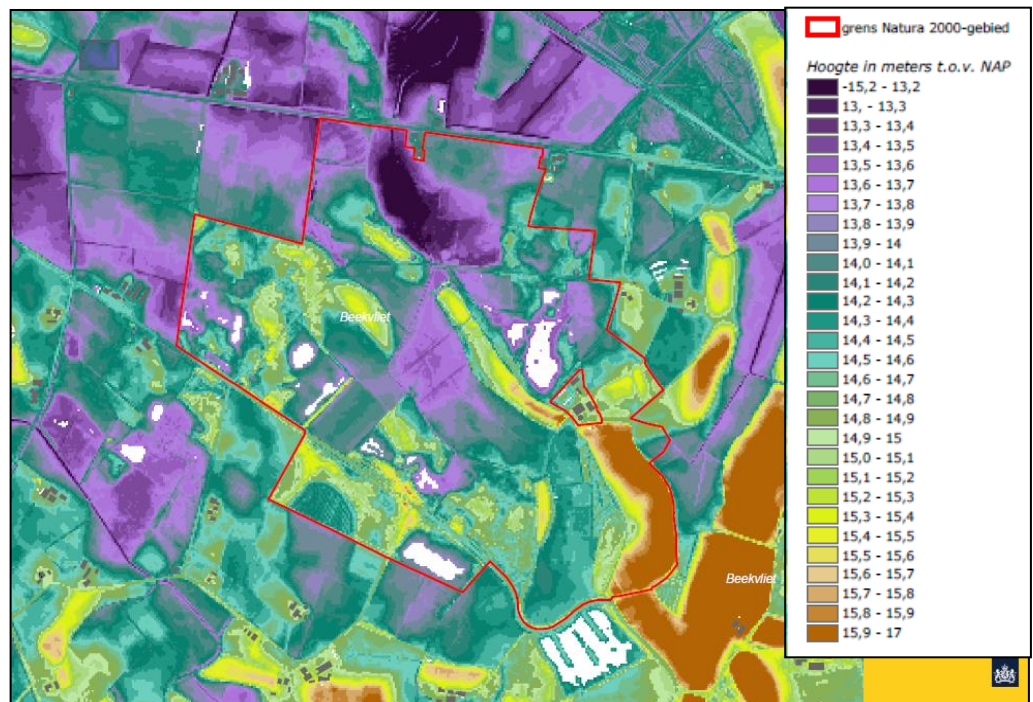 grens Natura 2000-gebied
Hoogte in meters t.o.v. NAP
-15,2 - 13,2
13, - 13,3
13,3 - 13,4
13,4 - 13,5
13,5 - 13,6
13,6 - 13,7
13,7 - 13,8
13,8 - 13,9
13,9 - 14
14,0 - 14,1
14,1 - 14,2
14,2 - 14,3
14,3 - 14,4
14,4 - 14,5
14,5 - 14,6
14,6 - 14,7
14,7 - 14,8
14,8 - 14,9
14,9 - 15
15,0 - 15,1
15,1 - 15,2
15,2 - 15,3
15,3 - 15,4
15,4 - 15,5
15,5 - 15,6
15,6 - 15,7
15,7 - 15,8
15,8 - 15,9
15,9 - 17
Beekvliet
Beekvliet